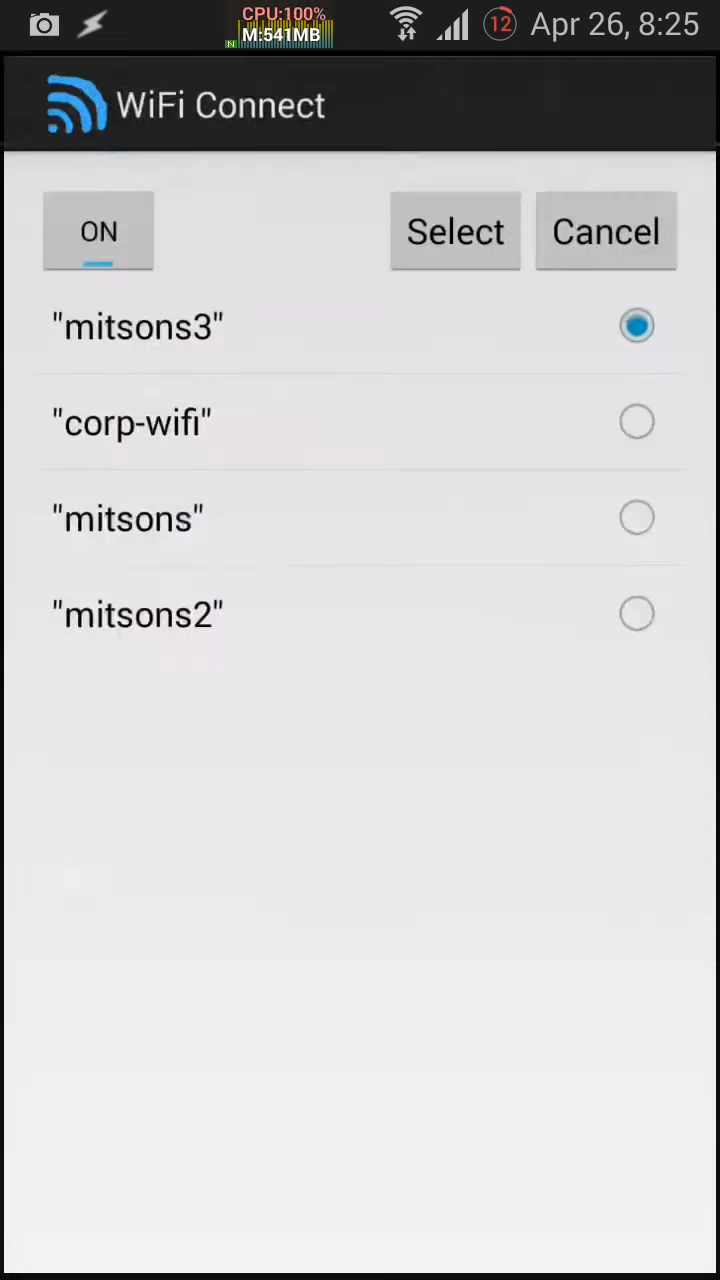 CPU:100%
N M:541MB
12 Apr 26, 8:25
WiFi Connect
ON Select Cancel
"mitsons3"
"corp-wifi"
"mitsons"
"mitsons2"